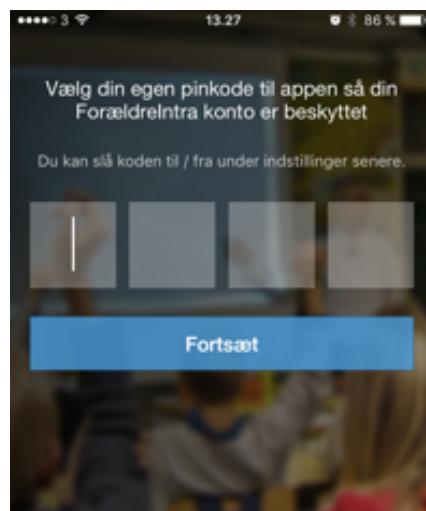 3 13.27 86 %
Vælg din egen pinkode til appen så din
ForældreIntra konto er beskyttet
Du kan slå koden til / fra under indstillinger senere.
Fortsæt